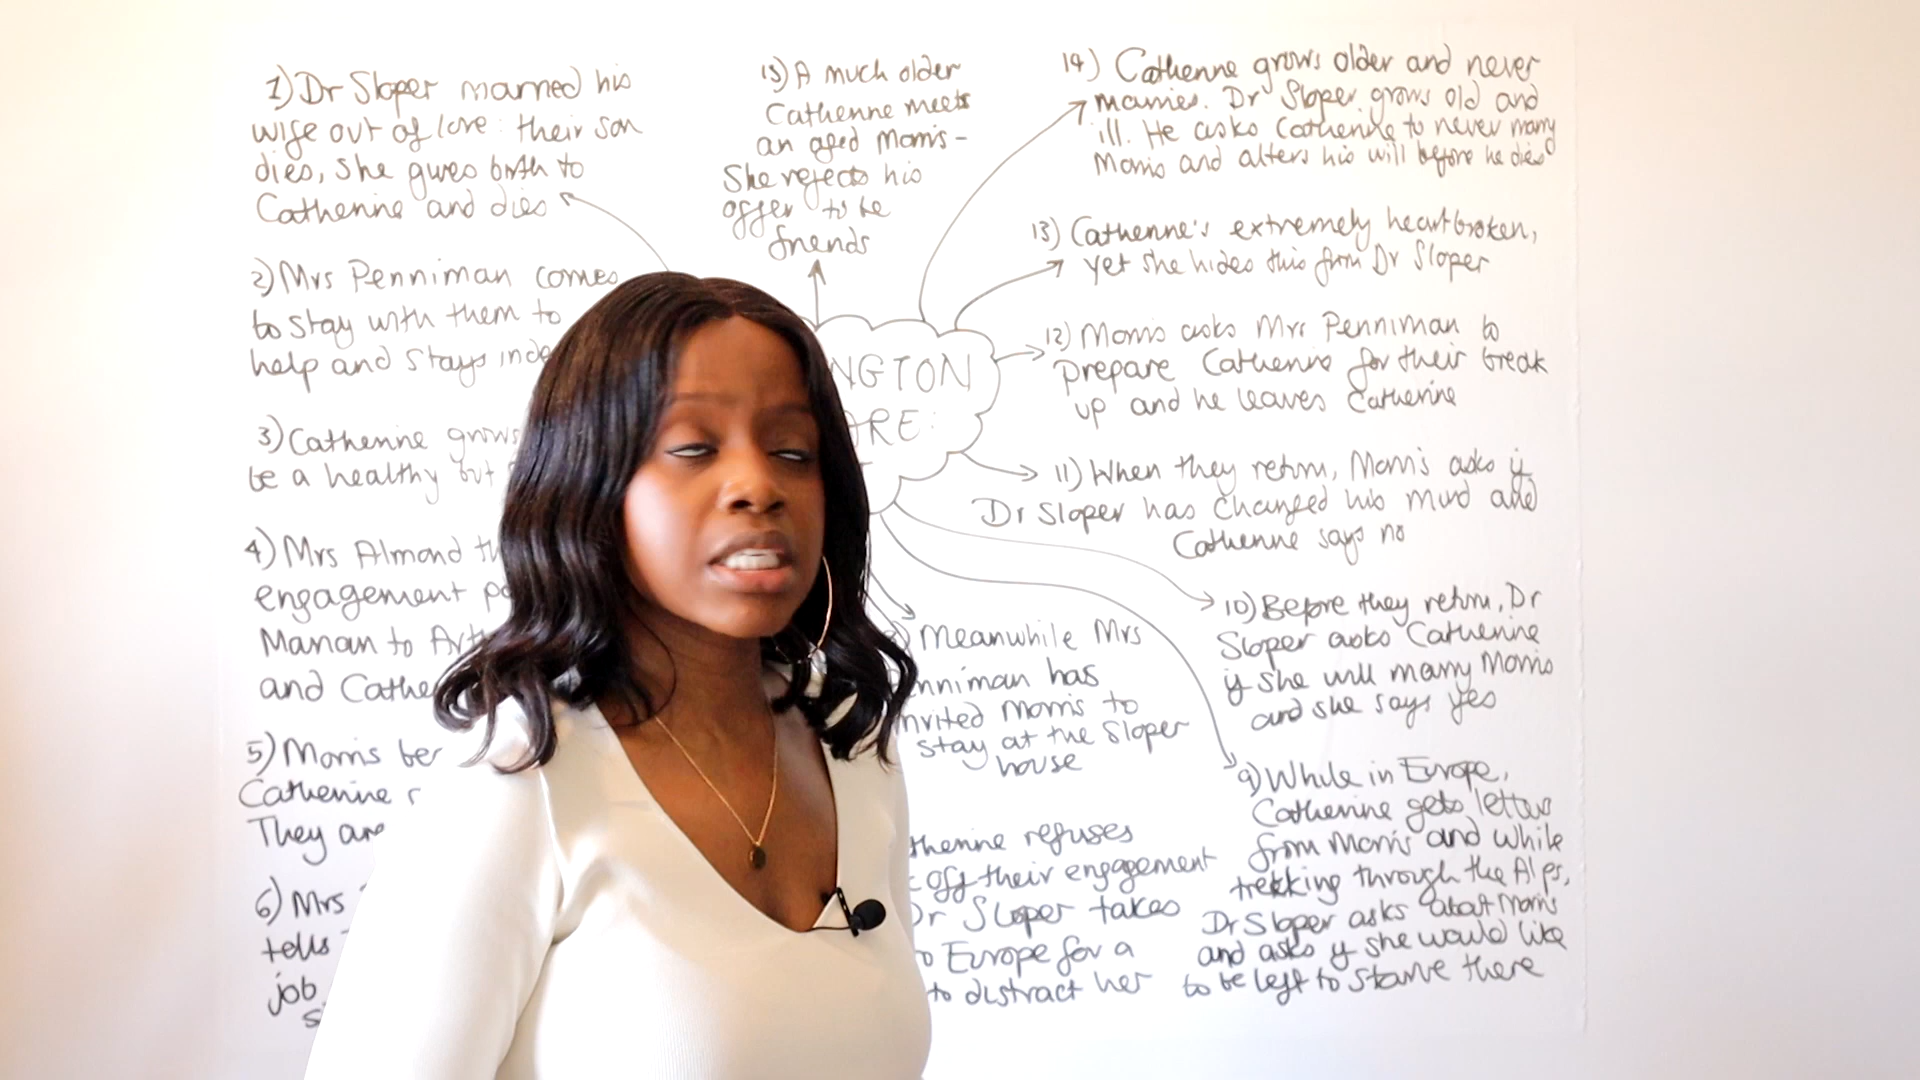 1) Dr Sloper married his
wife out of love: their son
dies, she gives birth to
Catherine and dies
2) Mrs Penniman comes
to stay with them to
help and stays
3) Catherine grows
be a healthy but
4) Mrs Almond
engagement
Marian to
and
5) Morris
Catherine
They are
6) Mrs
tells
job
15) A much older
Catherine meets
an aged Morris -
She rejects his
offer to be
friends
NGTON
ARE:
14) Catherine grows older and never
marries. Dr Sloper grows old and
ill. He asks Catherine to never marry
Morris and alters his will before he dies
13) Catherine's extremely heartbroken,
yet she hides this from Dr Sloper
12) Morris asks Mrs Penniman to
prepare Catherine for their break
up and he leaves Catherine
11) When they return, Morris asks if
Dr Sloper has changed his mind and
Catherine says no
10) Before they return, Dr
Sloper asks Catherine
if she will marry Morris
and she says yes
9) While in Europe,
Catherine gets letters
from Morris and while
trekking through the Alps,
Dr Sloper asks about Morris
and asks if she would like
to be left to starve there
Meanwhile Mrs
nniman has
nvited Morris to
stay at the Sloper
house
therine refuses
off their engagement
Dr Sloper takes
to Europe for a
to distract her